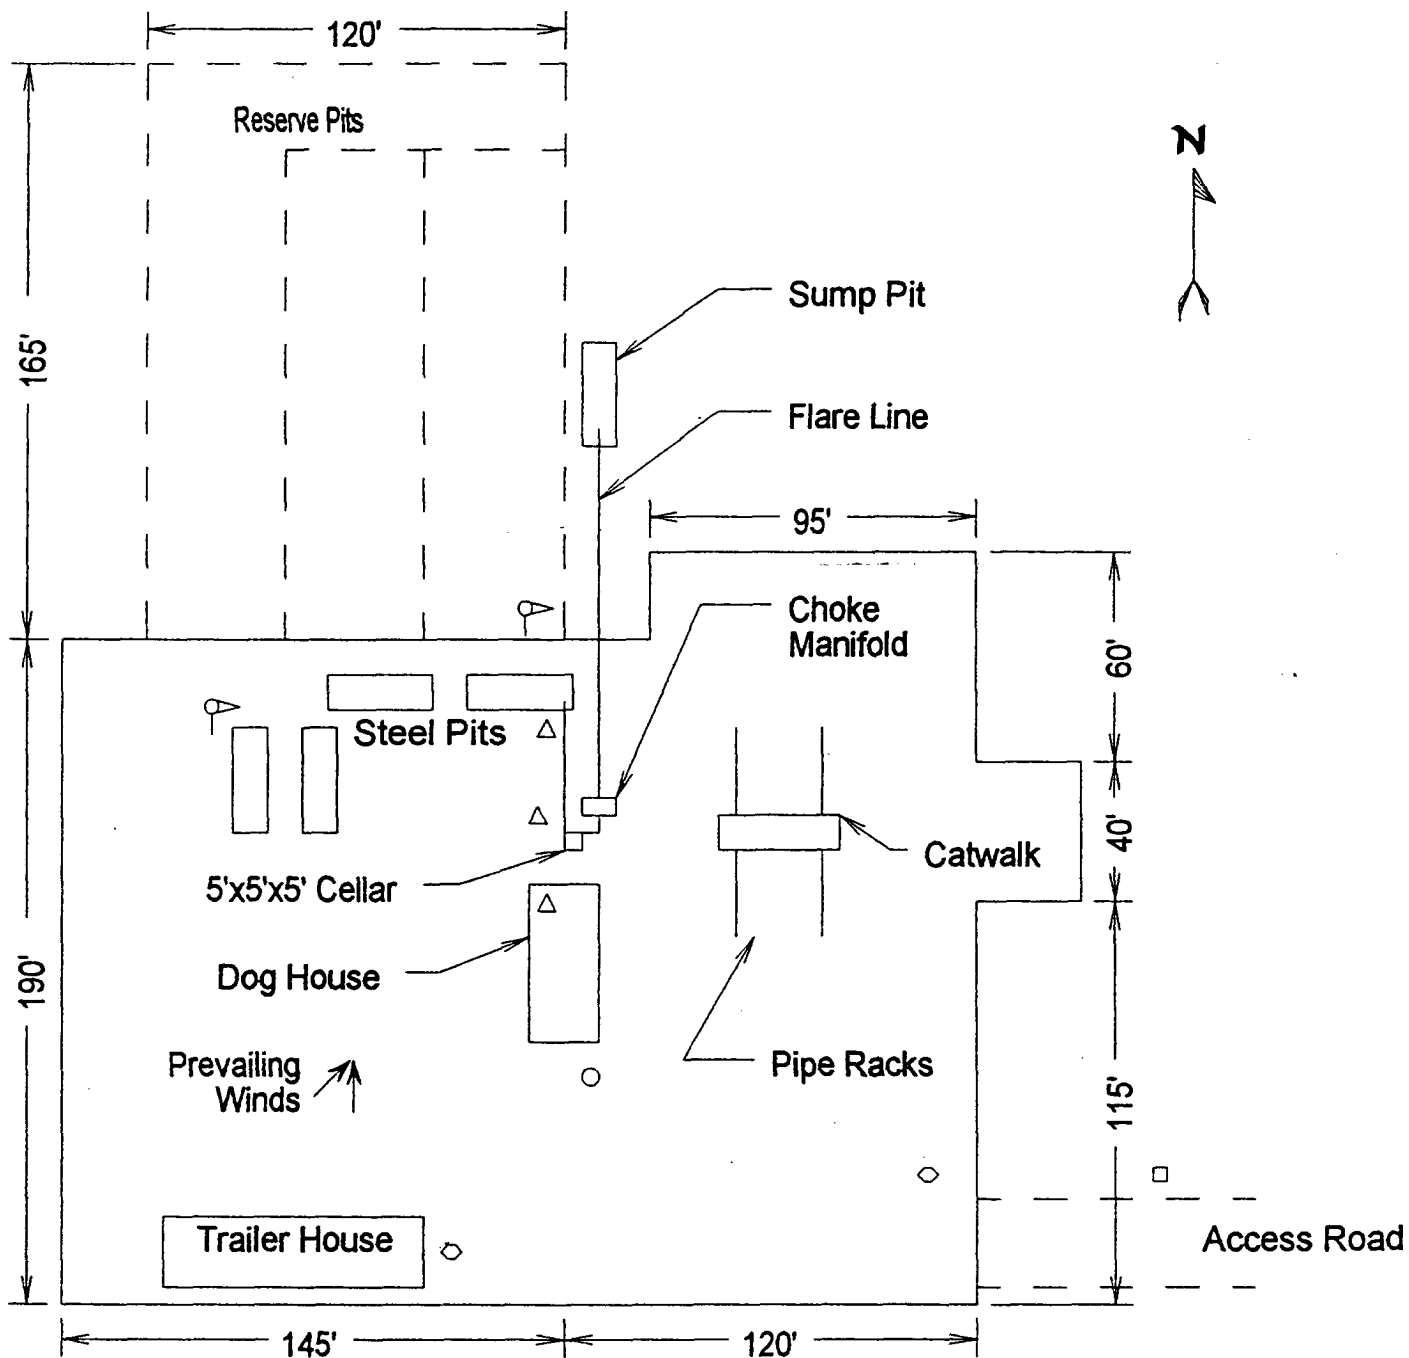 120'
Reserve Pits
N
Sump Pit
165'
Flare Line
95'
Choke
Manifold
60'
Steel Pits
40'
Catwalk
5'x5'x5' Cellar
190'
Dog House
Prevailing
Winds
Pipe Racks
115'
Trailer House
Access Road
145'
120'